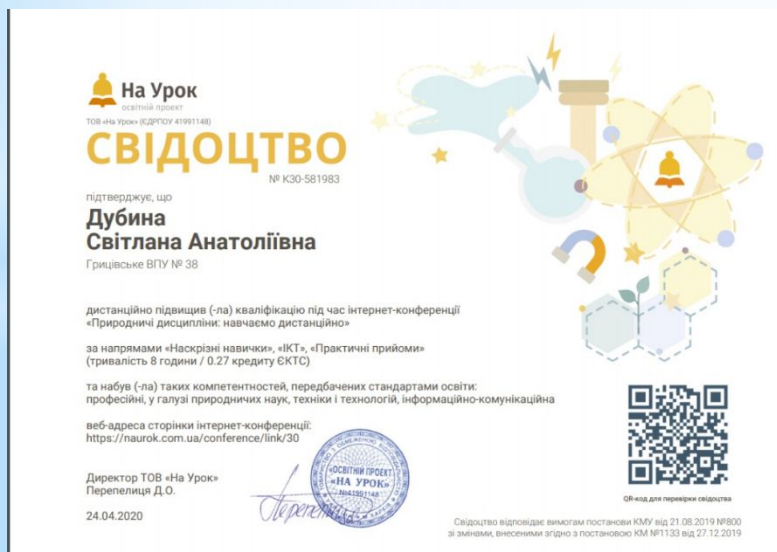 На Урок
освітній проект
ТОВ «На Урок» (ЄДРПОУ 41991148)
СВІДОЦТВО
№ K30-581983
підтверджує, що
Дубина
Світлана Анатоліївна
Грицівське ВПУ № 38
дистанційно підвищив (-ла) кваліфікацію під час інтернет-конференції
«Природничі дисципліни: навчаємо дистанційно»
за напрямами «Наскрізні навички», «ІКТ», «Практичні прийоми»
(тривалість 8 години / 0.27 кредиту ЄКТС)
та набув (-ла) таких компетентностей, передбачених стандартами освіти:
професійні, у галузі природничих наук, техніки і технологій, інформаційно-комунікаційна
веб-адреса сторінки інтернет-конференції:
https://naurok.com.ua/conference/link/30
Директор ТОВ «На Урок»
Перепелиця Д.О.
24.04.2020
«ОСВІТНІЙ ПРОЕКТ
«НА УРОК»
№41991148
QR-код для перевірки свідоцтва
Свідоцтво відповідає вимогам постанови КМУ від 21.08.2019 №800
зі змінами, внесеними згідно з постановою КМ №1133 від 27.12.2019